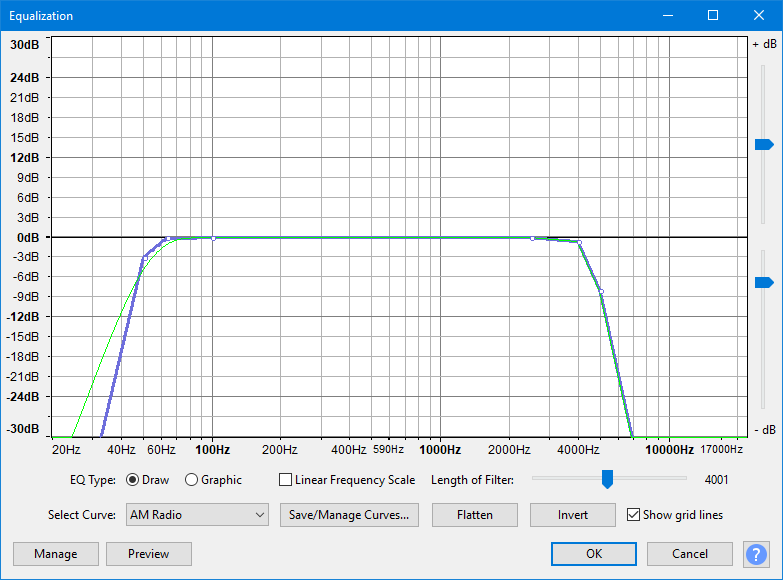 Equalization
30dB
+ dB
24dB
21dB
18dB
15dB
12dB
9dB
6dB
3dB
0dB
-3dB
-6dB
-9dB
-12dB
-15dB
-18dB
-21dB
-24dB
-30dB
- dB
20Hz 40Hz 60Hz 100Hz 200Hz 400Hz 590Hz 1000Hz 2000Hz 4000Hz 10000Hz 17000Hz
EQ Type: Draw Graphic Linear Frequency Scale Length of Filter: 4001
Select Curve: AM Radio Save/Manage Curves... Flatten Invert Show grid lines
Manage Preview OK Cancel ?